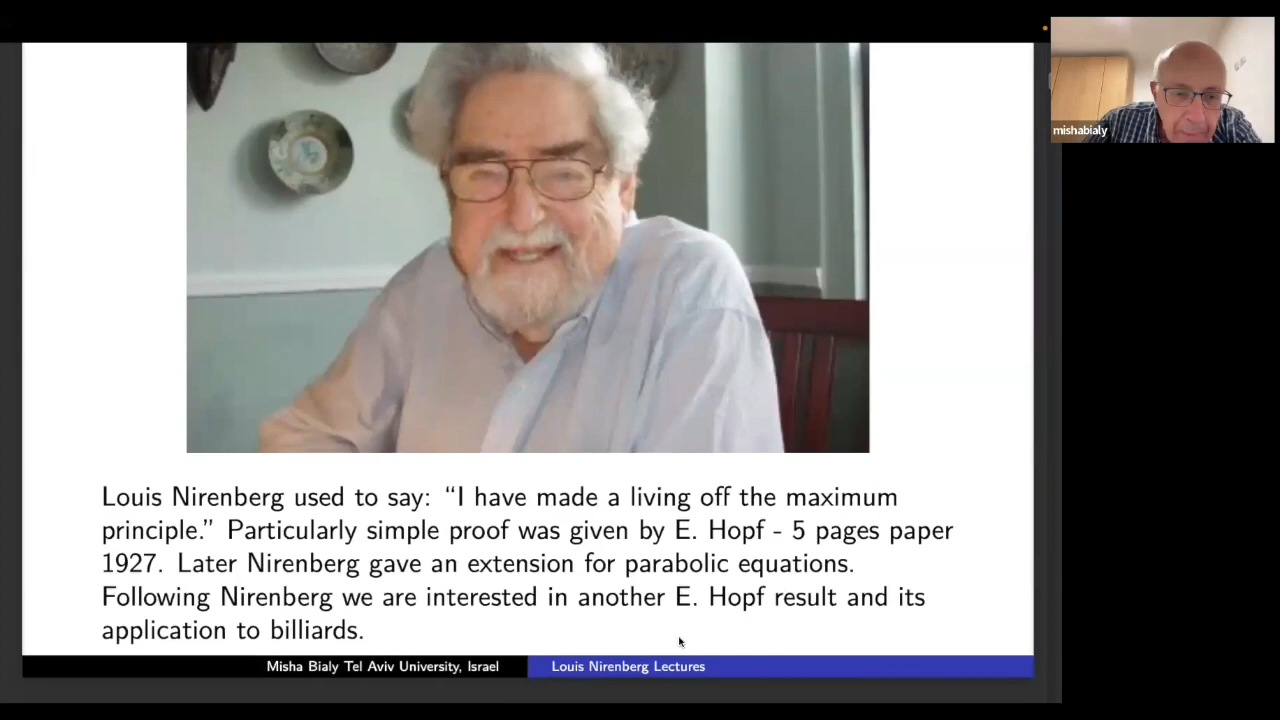 mishabialy
Louis Nirenberg used to say: “I have made a living off the maximum
principle.” Particularly simple proof was given by E. Hopf - 5 pages paper
1927. Later Nirenberg gave an extension for parabolic equations.
Following Nirenberg we are interested in another E. Hopf result and its
application to billiards.
Misha Bialy Tel Aviv University, Israel
Louis Nirenberg Lectures